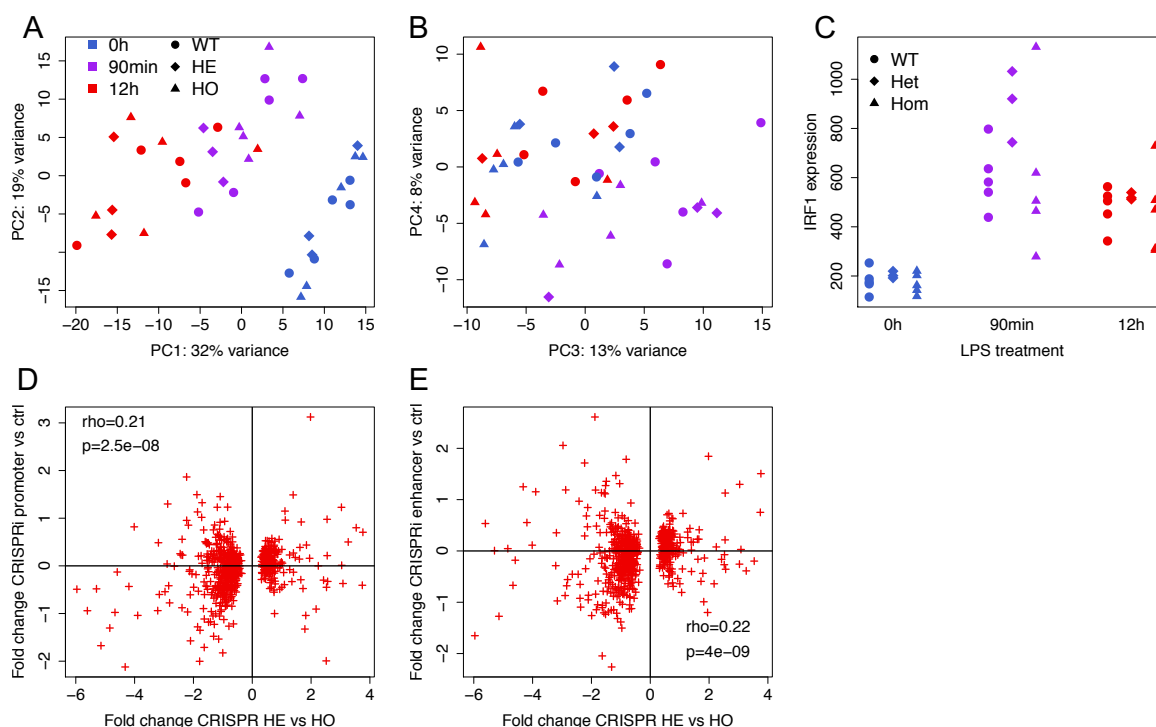 A
0h
90min
12h
WT
HE
HO
15
10
5
0
−5
−15
PC2: 19% variance
−20
−15
−10
−5
0
5
10
15
PC1: 32% variance
B
10
5
0
−5
−10
PC4: 8% variance
−10
−5
0
5
10
15
PC3: 13% variance
C
WT
Het
Hom
1000
800
600
400
200
IRF1 expression
0h
90min
12h
LPS treatment
D
rho=0.21
p=2.5e−08
3
2
1
0
−1
−2
Fold change CRISPRi promoter vs ctrl
−6
−4
−2
0
2
4
Fold change CRISPR HE vs HO
E
rho=0.22
p=4e−09
2
1
0
−1
−2
Fold change CRISPRi enhancer vs ctrl
−6
−4
−2
0
2
4
Fold change CRISPR HE vs HO